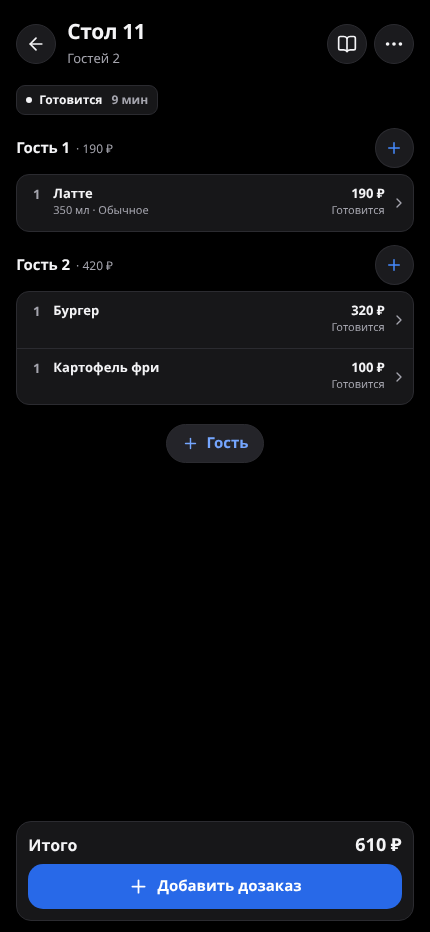 Стол 11
Гостей 2
Готовится 9 мин
Гость 1 · 190 ₽
1 Латте 190 ₽
350 мл · Обычное Готовится
Гость 2 · 420 ₽
1 Бургер 320 ₽
Готовится
1 Картофель фри 100 ₽
Готовится
+ Гость
Итого 610 ₽
+ Добавить дозаказ